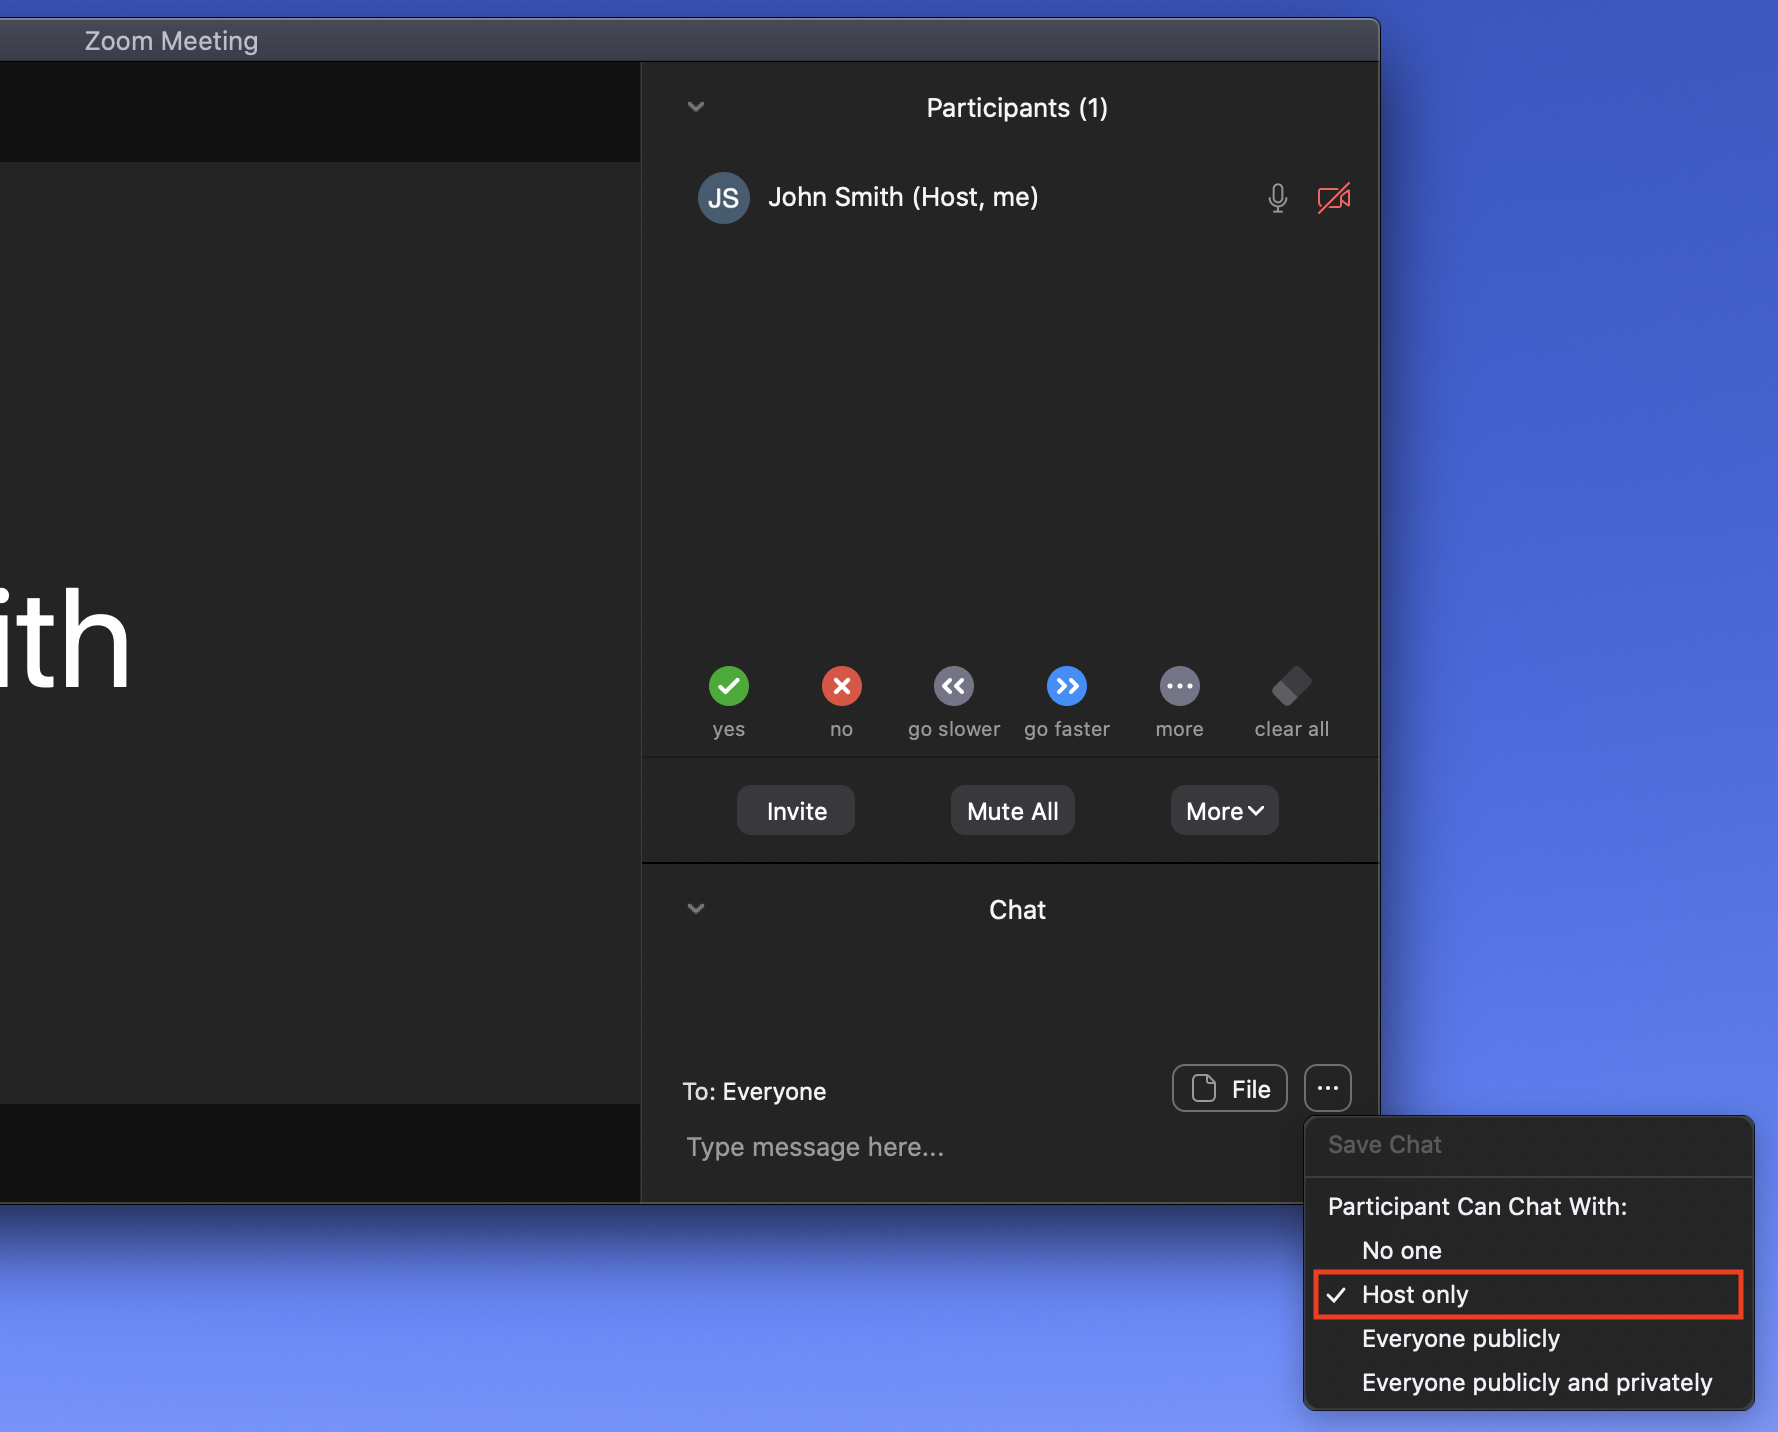 Zoom Meeting
Participants (1)
JS John Smith (Host, me)
ith
yes no go slower go faster more clear all
Invite Mute All More
Chat
To: Everyone File ...
Type message here...
Save Chat
Participant Can Chat With:
No one
Host only
Everyone publicly
Everyone publicly and privately